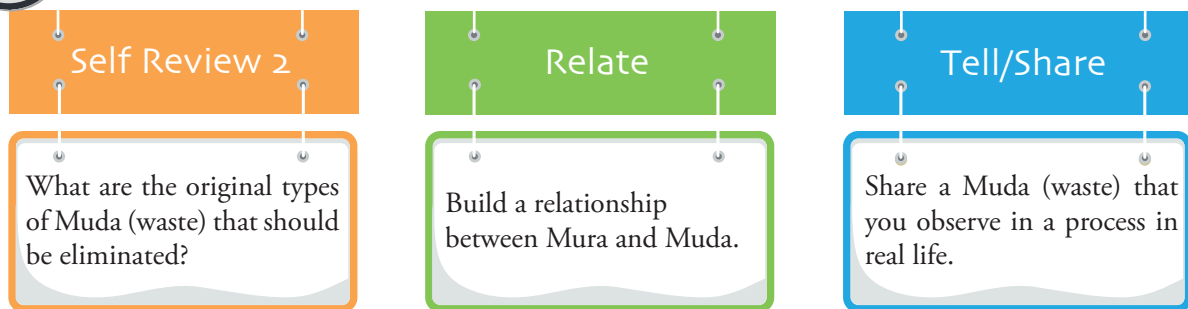 Self Review 2
What are the original types
of Muda (waste) that should
be eliminated?
Relate
Build a relationship
between Mura and Muda.
Tell/Share
Share a Muda (waste) that
you observe in a process in
real life.